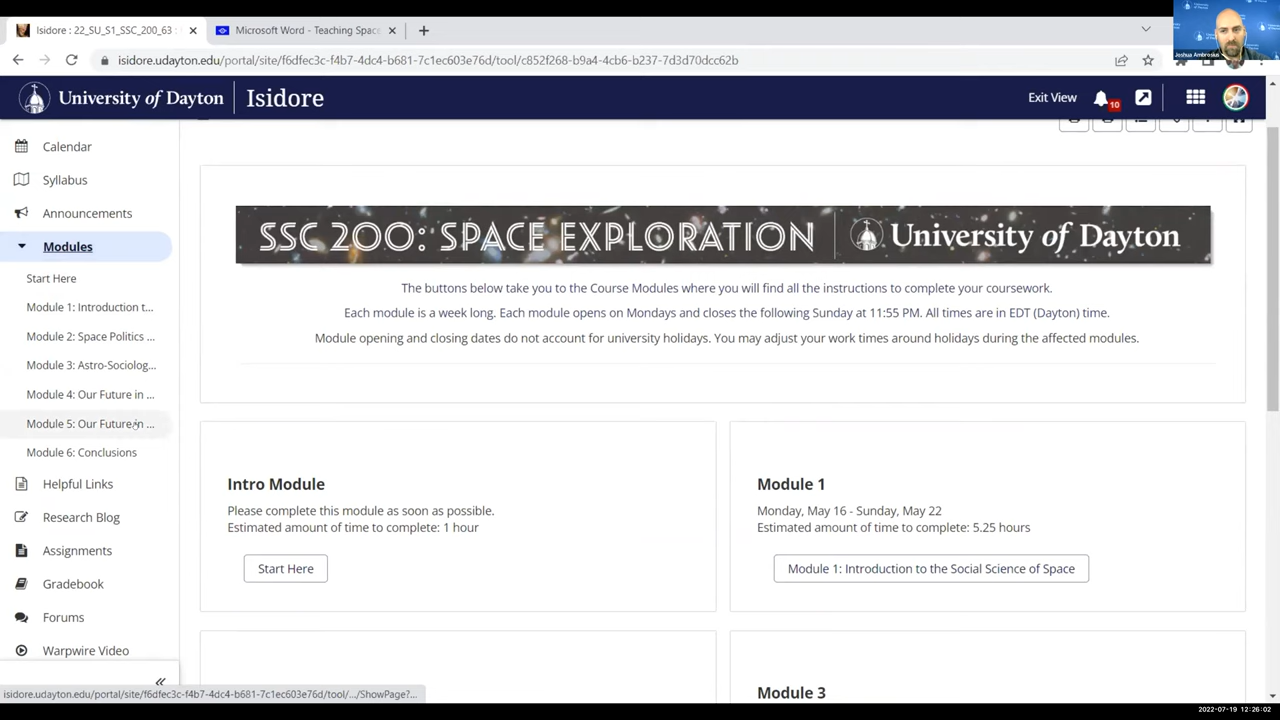 Isidore : 22_SU_S1_SSC_200_63 :
Microsoft Word - Teaching Space
Joshua Ambrosius
isidore.udayton.edu/portal/site/f6dfec3c-f4b7-4dc4-b681-7c1ec603
c852f268-b9a4-4cb6-b237-7d3d70dcc62b
University of Dayton
Isidore
Exit View
10
Calendar
Syllabus
Announcements
Modules
Start Here
Module 1: Introduction t...
Module 2: Space Politics ...
Module 3: Astro-Sociolog...
Module 4: Our Future in ...
Module 5: Our Future in ...
Module 6: Conclusions
Helpful Links
Research Blog
Assignments
Gradebook
Forums
Warpwire Video
SSC 200: SPACE EXPLORATION
University of Dayton
The buttons below take you to the Course Modules where you will find all the instructions to complete your coursework.
Each module is a week long. Each module opens on Mondays and closes the following Sunday at 11:55 PM. All times are in EDT (Dayton) time.
Module opening and closing dates do not account for university holidays. You may adjust your work times around holidays during the affected modules.
Intro Module
Please complete this module as soon as possible.
Estimated amount of time to complete: 1 hour
Start Here
Module 1
Monday, May 16 - Sunday, May 22
Estimated amount of time to complete: 5.25 hours
Module 1: Introduction to the Social Science of Space
Module 3
isidore.udayton.edu/portal/site/f6dfec3c-f4b7-4dc4-b681-7c1ec603e76d/tool/.../ShowPage?...
2022-07-19 12:26:02